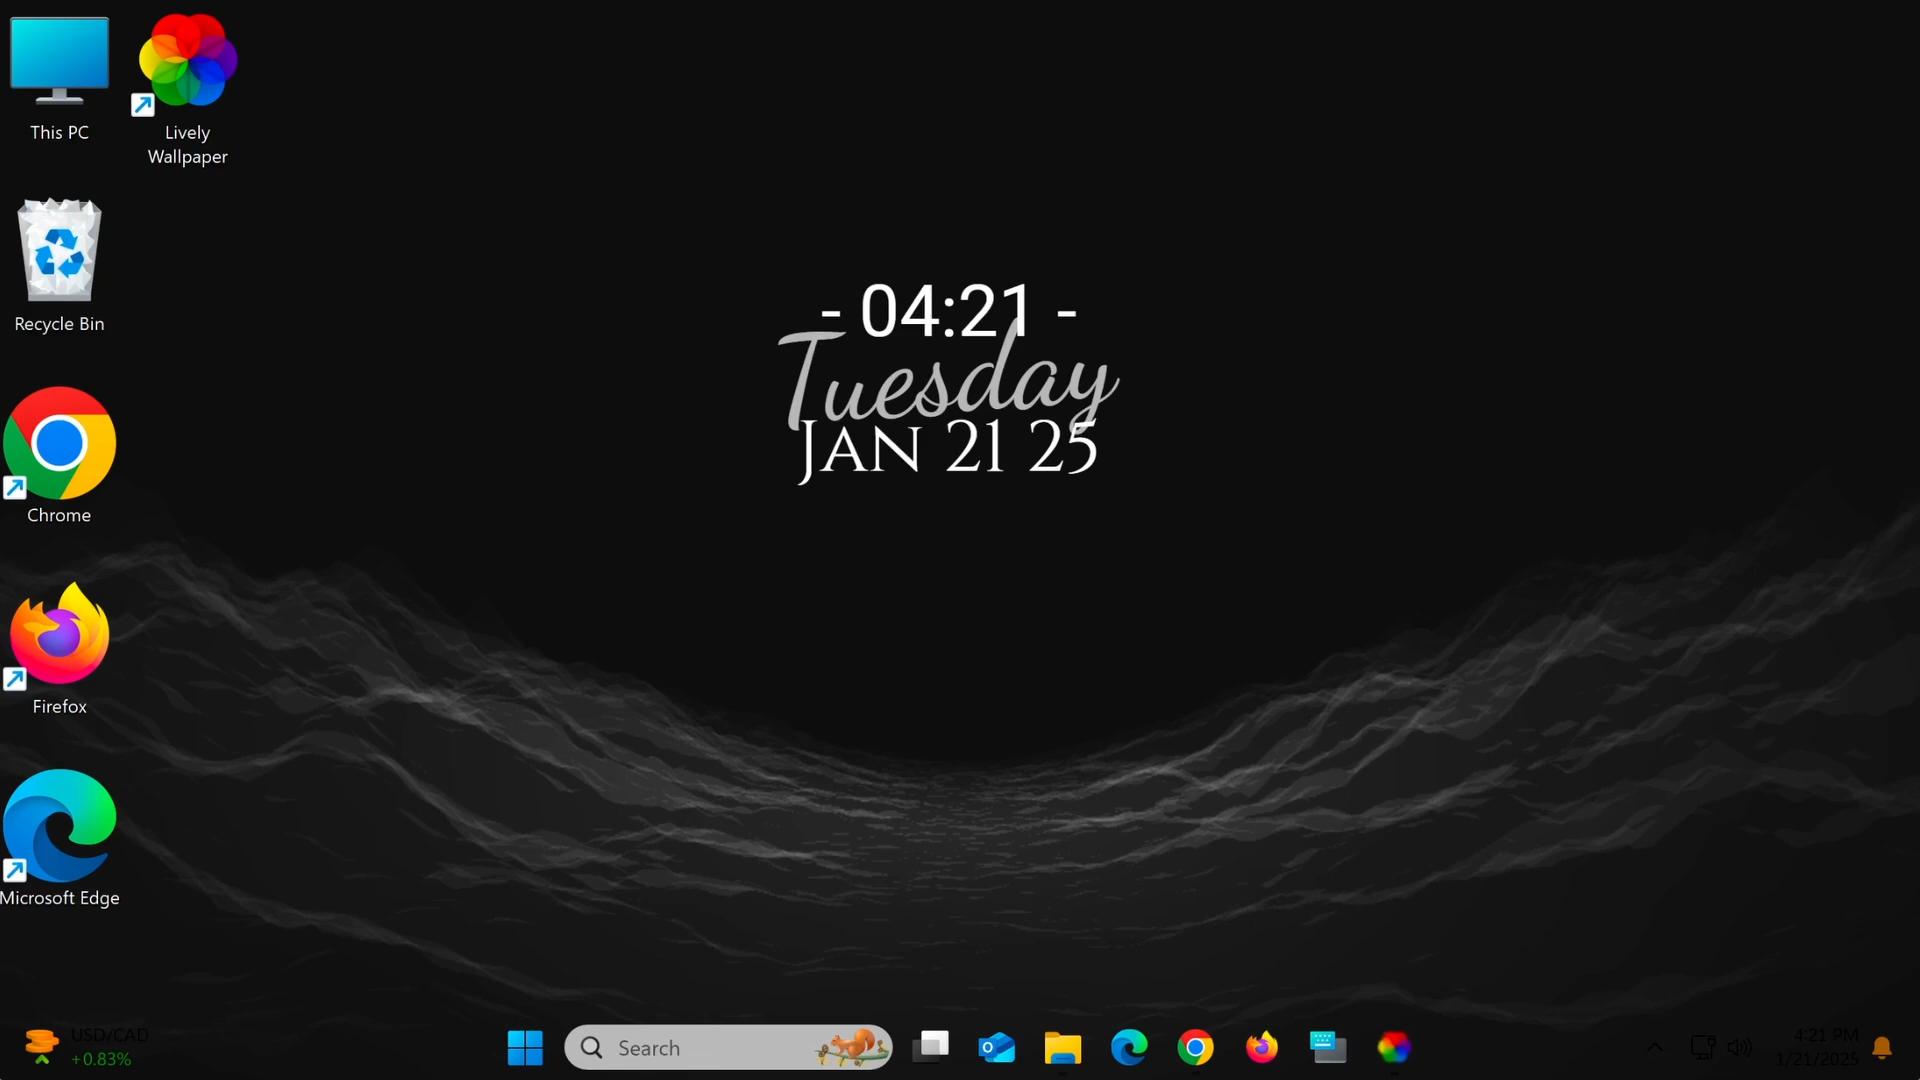 This PC
Lively
Wallpaper
Recycle Bin
Chrome
Firefox
Microsoft Edge
- 04:21 -
Tuesday
JAN 21 25
USD/CAD
+0.83%
Search
4:21 PM
1/21/2025